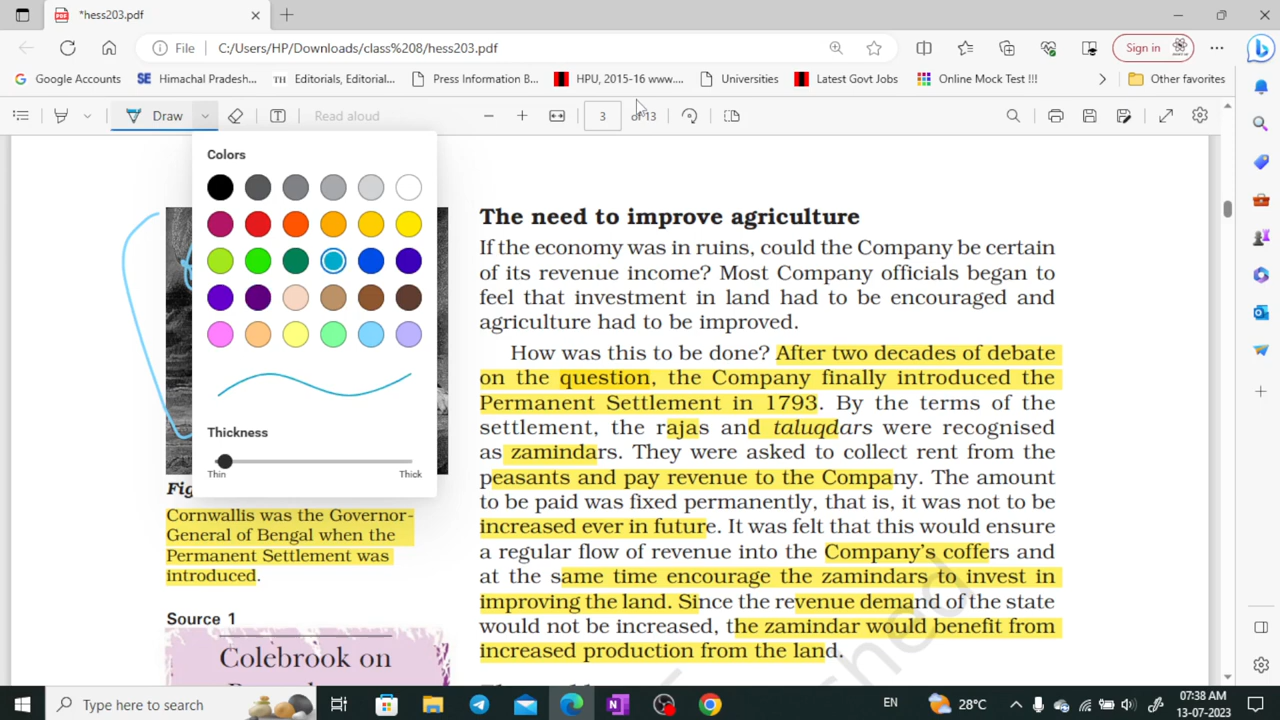 *hess203.pdf
File
C:/Users/HP/Downloads/class%208/hess203.pdf
Sign in
Google Accounts
SE Himachal Pradesh...
TH Editorials, Editorial...
Press Information B...
HPU, 2015-16 www....
Universities
Latest Govt Jobs
Online Mock Test !!!
Other favorites
Draw
Read aloud
3
of 13
Colors
Thickness
Thin
Thick
Fig
Cornwallis was the Governor-
General of Bengal when the
Permanent Settlement was
introduced.
Source 1
Colebrook on
The need to improve agriculture
If the economy was in ruins, could the Company be certain
of its revenue income? Most Company officials began to
feel that investment in land had to be encouraged and
agriculture had to be improved.
How was this to be done? After two decades of debate
on the question, the Company finally introduced the
Permanent Settlement in 1793. By the terms of the
settlement, the rajas and taluqdars were recognised
as zamindars. They were asked to collect rent from the
peasants and pay revenue to the Company. The amount
to be paid was fixed permanently, that is, it was not to be
increased ever in future. It was felt that this would ensure
a regular flow of revenue into the Company's coffers and
at the same time encourage the zamindars to invest in
improving the land. Since the revenue demand of the state
would not be increased, the zamindar would benefit from
increased production from the land.
Type here to search
EN
28°C
07:38 AM
13-07-2023